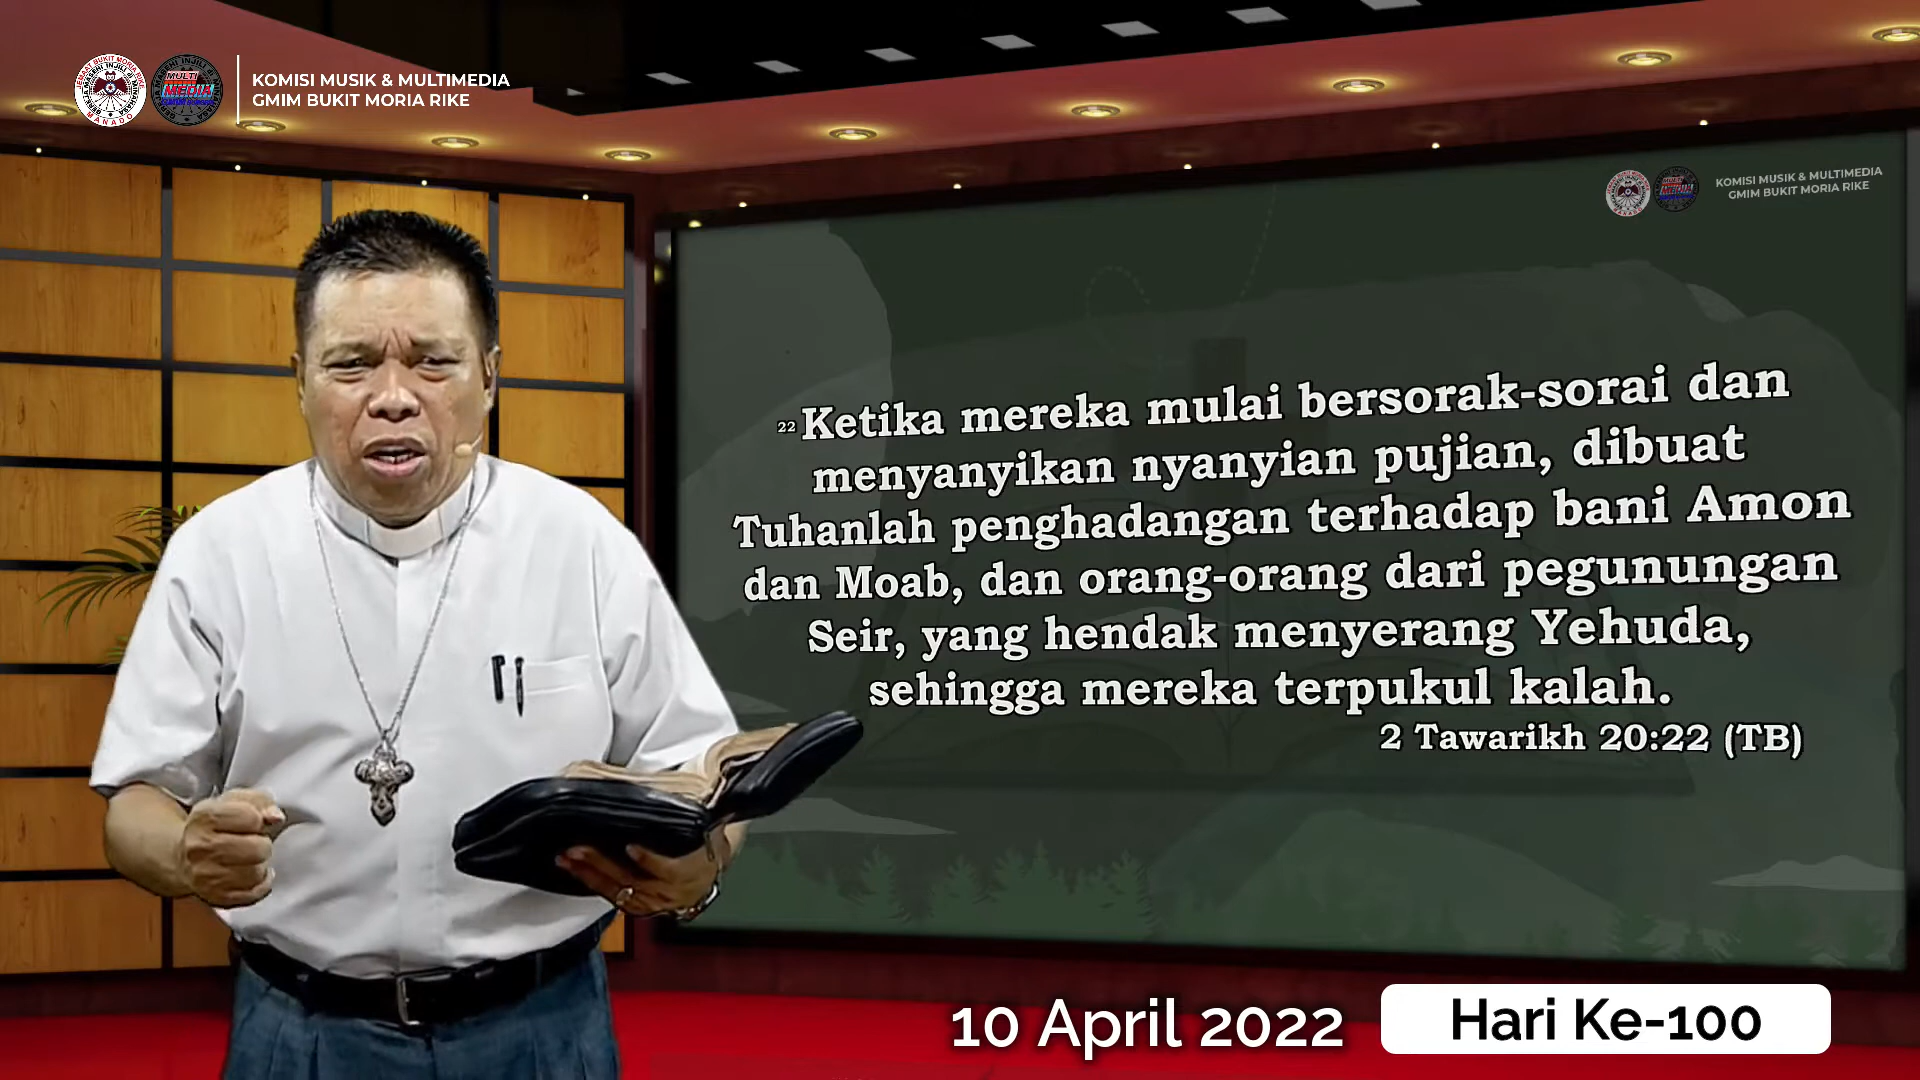 KOMISI MUSIK & MULTIMEDIA
GMIM BUKIT MORIA RIKE
MULTI
MEDIA
MANADO
KOMISI MUSIK & MULTIMEDIA
GMIM BUKIT MORIA RIKE
22 Ketika mereka mulai bersorak-sorai dan
menyanyikan nyanyian pujian, dibuat
Tuhanlah penghadangan terhadap bani Amon
dan Moab, dan orang-orang dari pegunungan
Seir, yang hendak menyerang Yehuda,
sehingga mereka terpukul kalah.
2 Tawarikh 20:22 (TB)
10 April 2022
Hari Ke-100